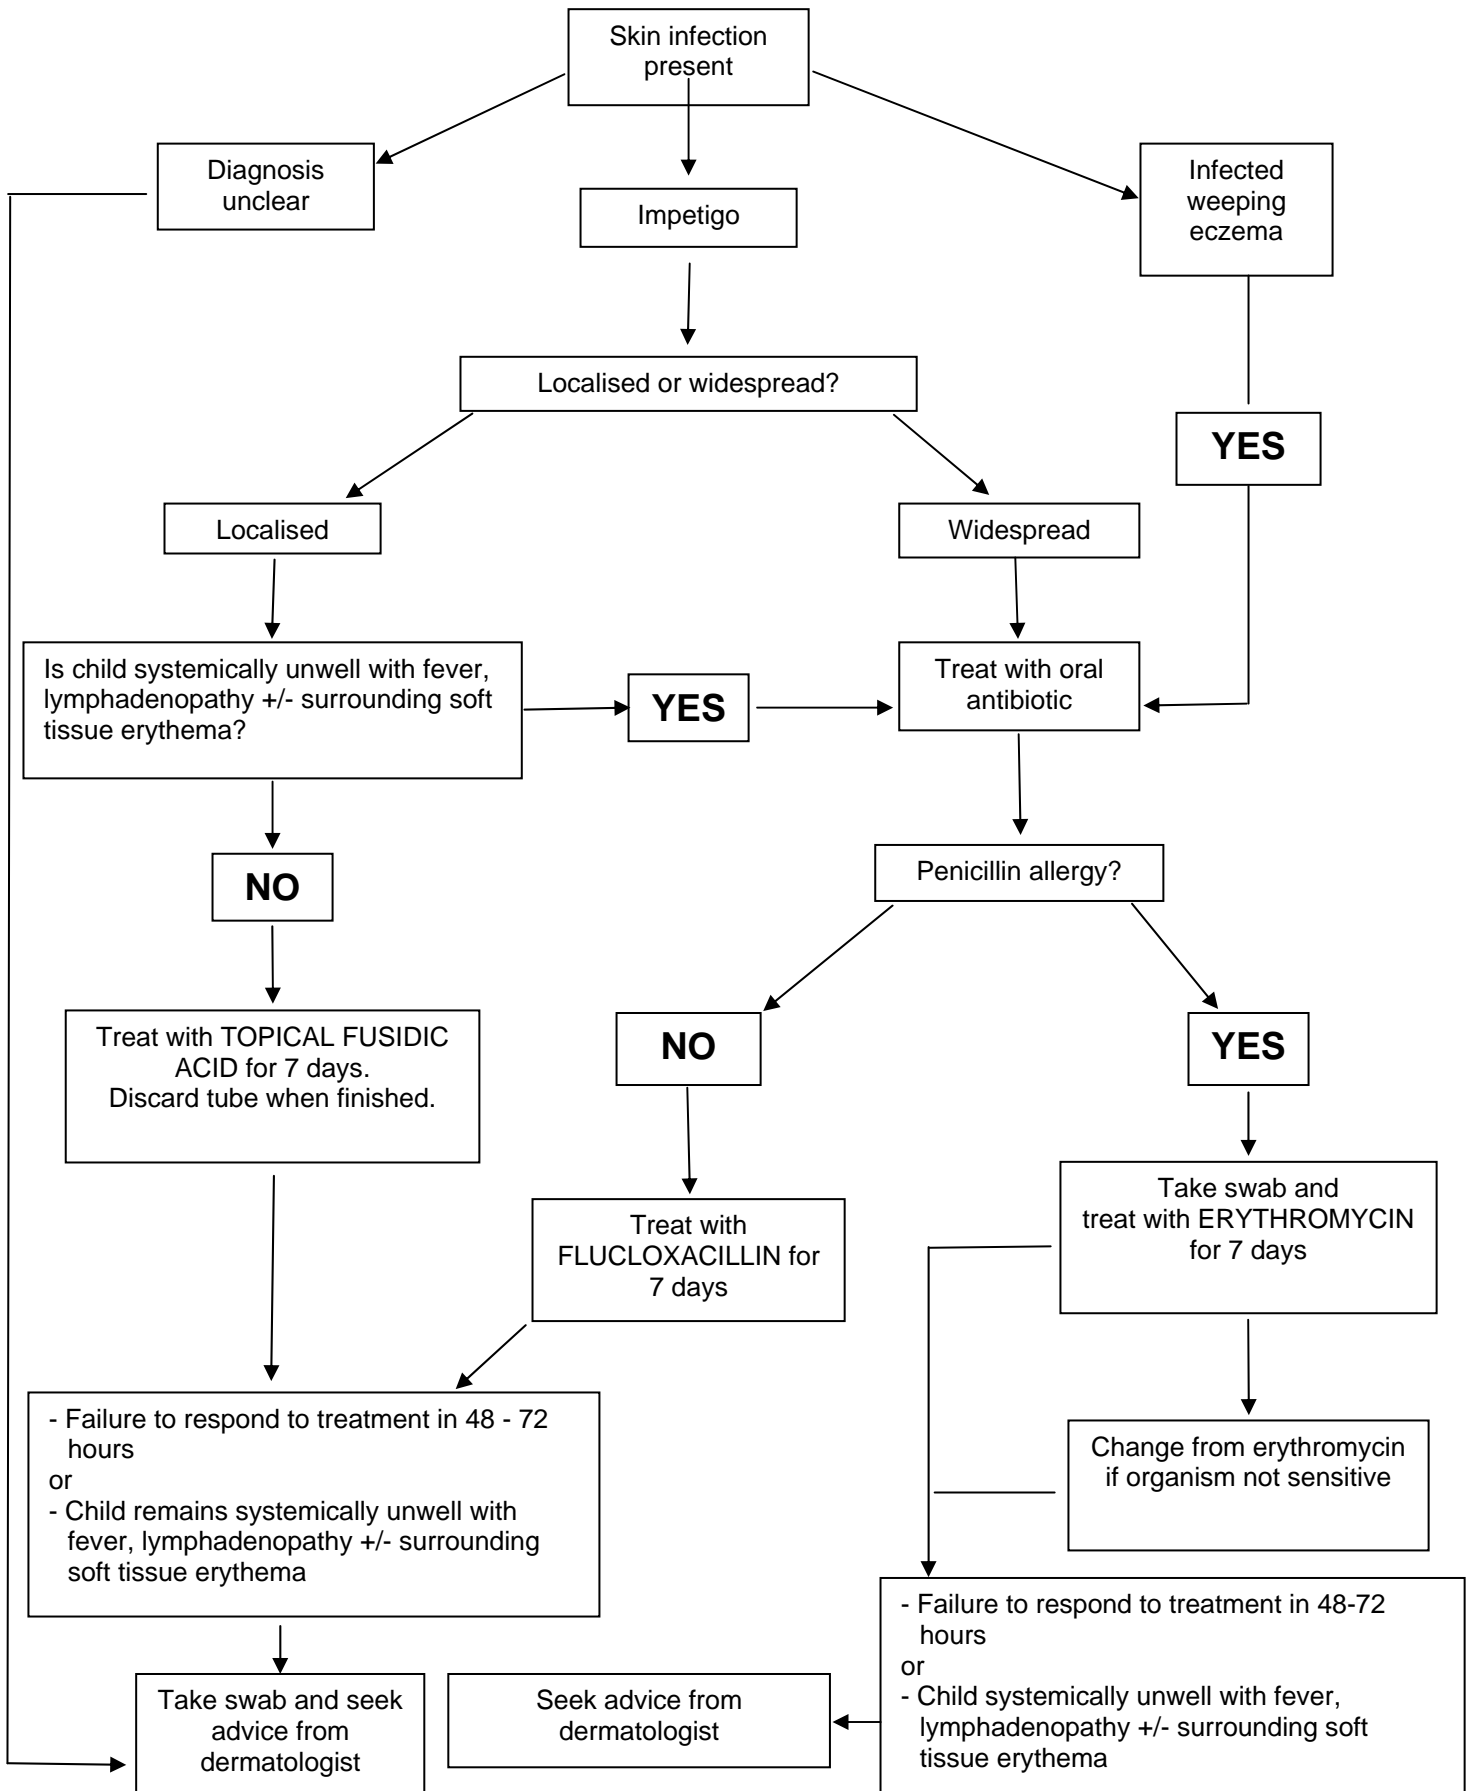 Skin infection
present
Diagnosis
unclear
Impetigo
Infected
weeping
eczema
Localised or widespread?
YES
Localised
Widespread
Is child systemically unwell with fever,
lymphadenopathy +/- surrounding soft
tissue erythema?
YES
Treat with oral
antibiotic
NO
Penicillin allergy?
Treat with TOPICAL FUSIDIC
ACID for 7 days.
Discard tube when finished.
NO
YES
Treat with
FLUCLOXACILLIN for
7 days
Take swab and
treat with ERYTHROMYCIN
for 7 days
- Failure to respond to treatment in 48 - 72
hours
or
- Child remains systemically unwell with
fever, lymphadenopathy +/- surrounding
soft tissue erythema
Change from erythromycin
if organism not sensitive
- Failure to respond to treatment in 48-72
hours
or
- Child systemically unwell with fever,
lymphadenopathy +/- surrounding soft
tissue erythema
Take swab and seek
advice from
dermatologist
Seek advice from
dermatologist